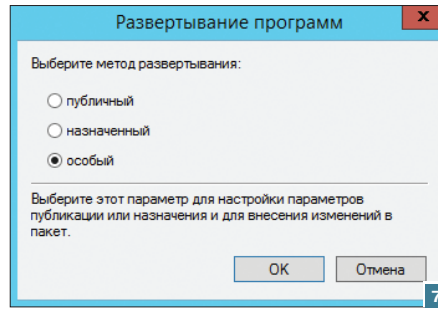 Развертывание программ
x
Выберите метод развертывания:
публичный
назначенный
особый
Выберите этот параметр для настройки параметров
публикации или назначения и для внесения изменений в
пакет.
OK Отмена
7